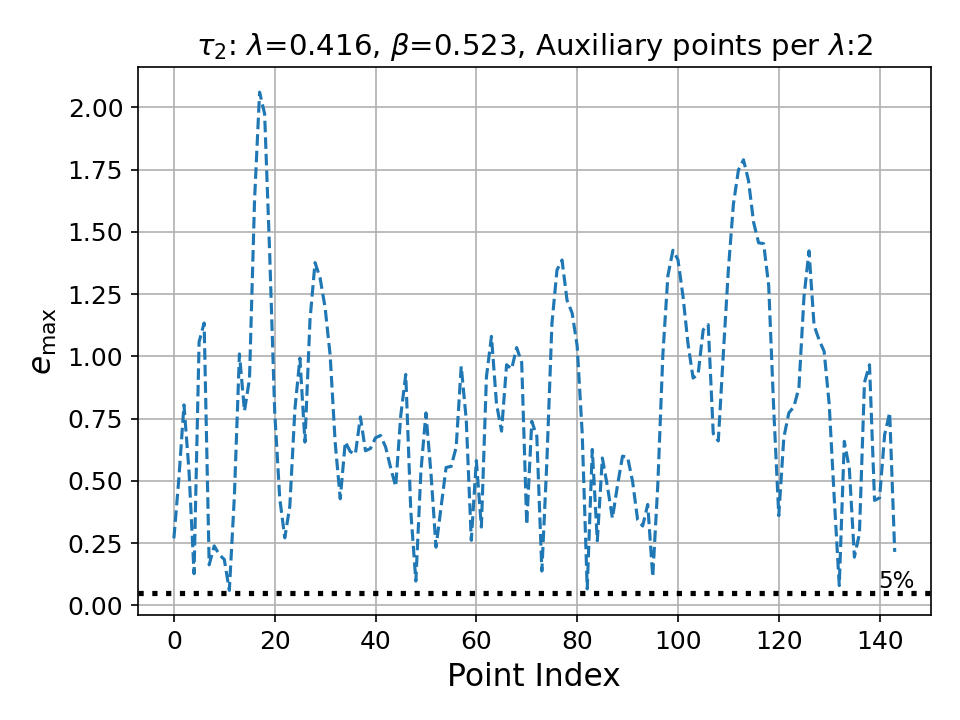 τ₂: λ=0.416, β=0.523, Auxiliary points per λ:2
2.00
1.75
1.50
1.25
1.00
0.75
0.50
0.25
0.00
e_max
5%
0 20 40 60 80 100 120 140
Point Index